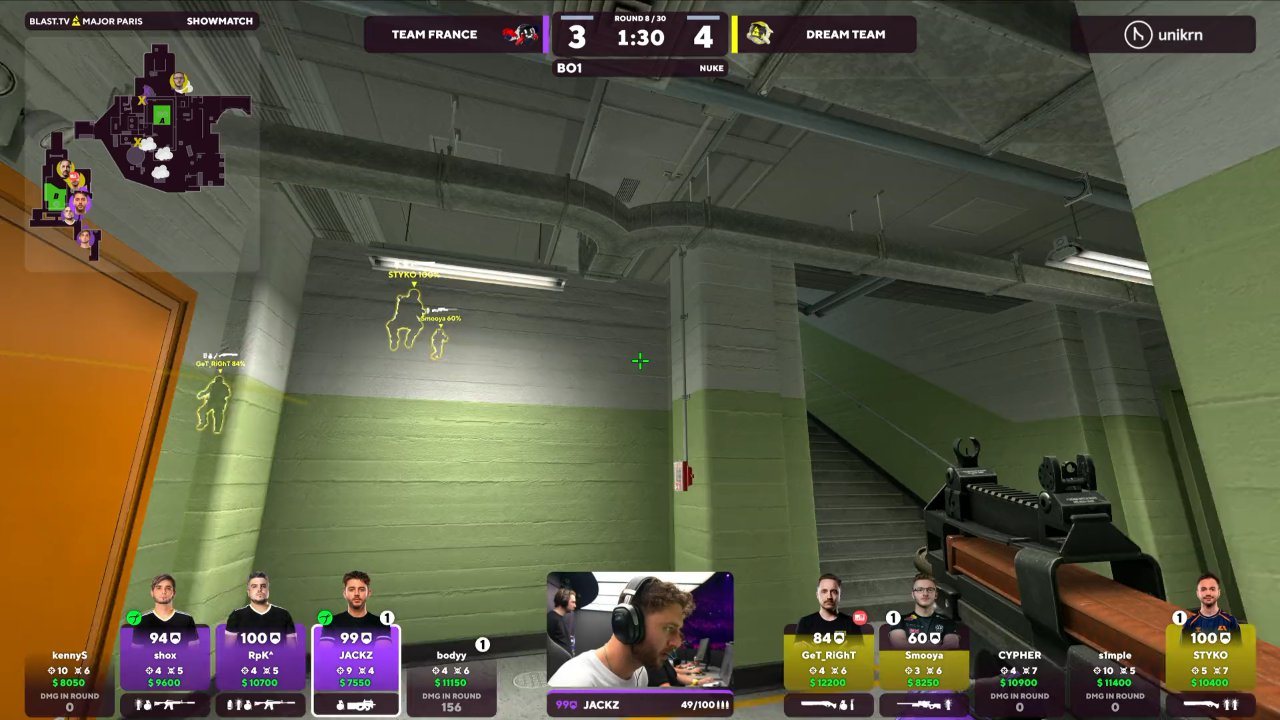 BLAST.TV MAJOR PARIS
SHOWMATCH
TEAM FRANCE
3
ROUND 8 / 30
1:30
4
DREAM TEAM
BO1
NUKE
unikrn
A
STYKO 100%
Smooya 60%
GeT_RiGhT 84%
kennyS
10 6
$ 8050
DMG IN ROUND
0
94
shox
4 5
$ 9600
100
RpK^
4 5
$ 10700
1
99
JACKZ
9 4
$ 7550
1
bodyy
4 6
$ 11150
DMG IN ROUND
156
99 JACKZ 49/100
84
GeT_RiGhT
4 6
$ 12200
1
60
Smooya
3 6
$ 8250
CYPHER
4 7
$ 10900
DMG IN ROUND
0
s1mple
10 5
$ 11400
DMG IN ROUND
0
1
100
STYKO
5 7
$ 10400